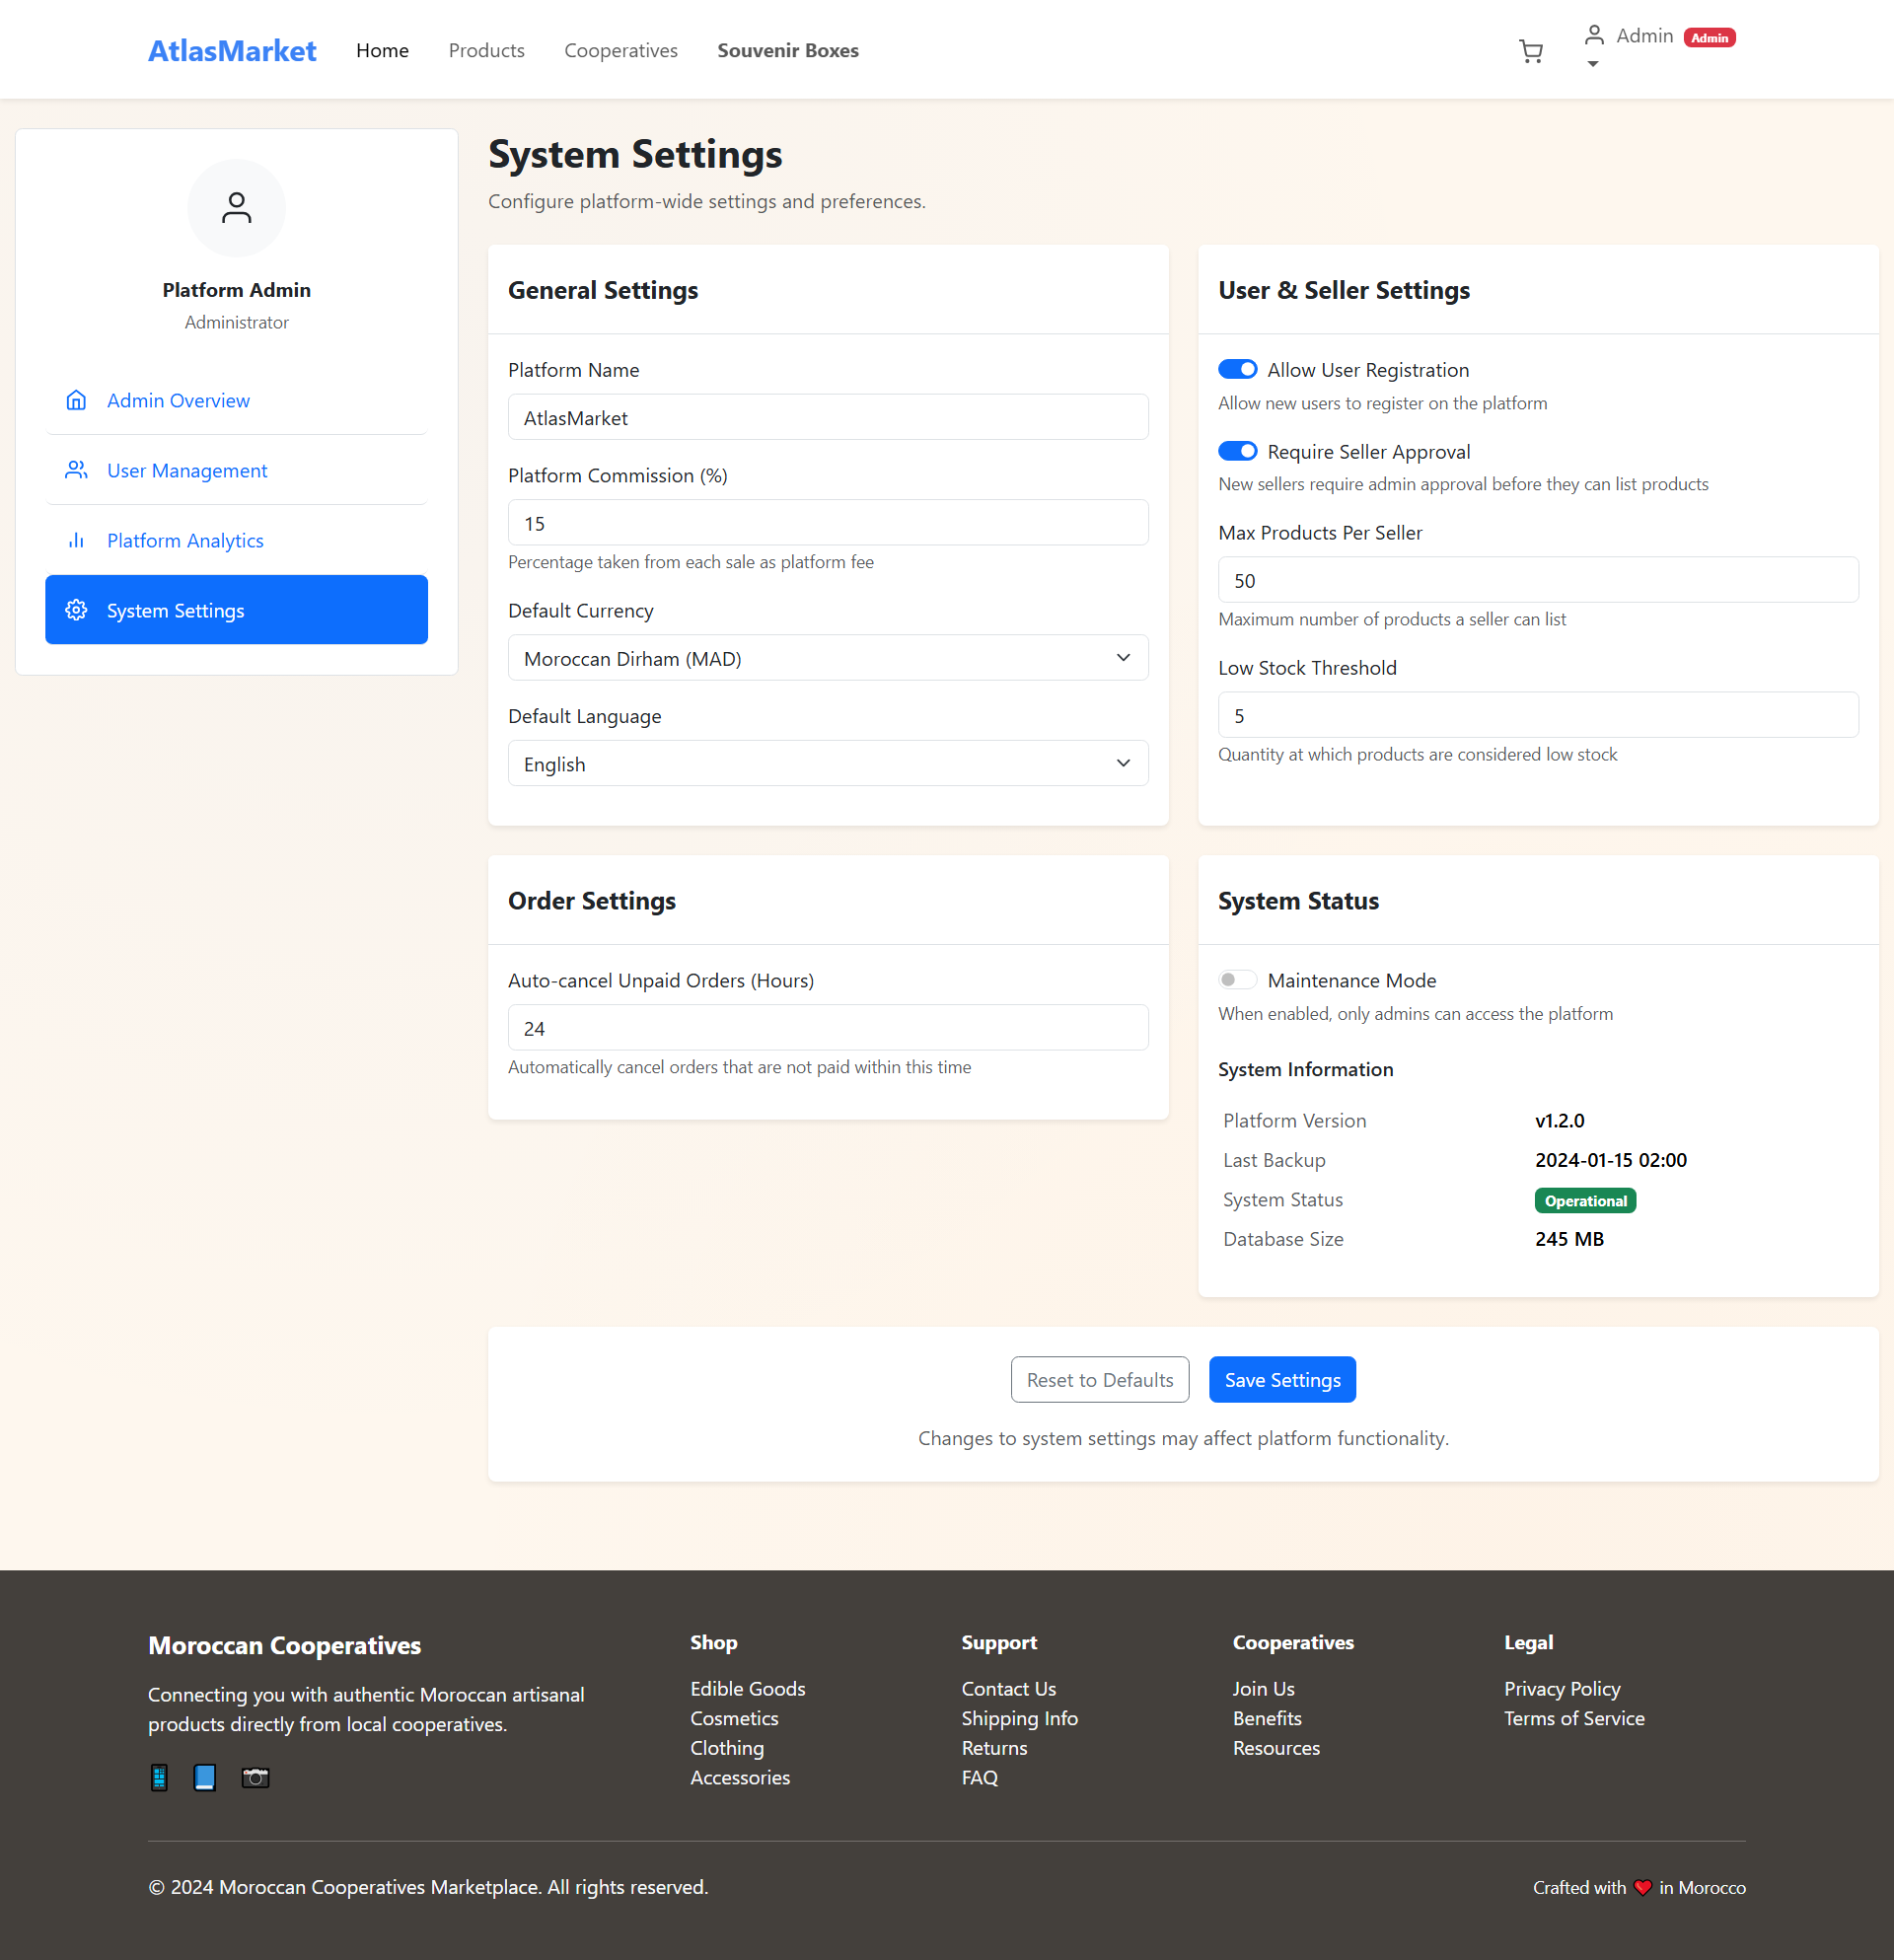 AtlasMarket
Home
Products
Cooperatives
Souvenir Boxes
Admin
Admin
Platform Admin
Administrator
Admin Overview
User Management
Platform Analytics
System Settings
System Settings
Configure platform-wide settings and preferences.
General Settings
Platform Name
AtlasMarket
Platform Commission (%)
15
Percentage taken from each sale as platform fee
Default Currency
Moroccan Dirham (MAD)
Default Language
English
User & Seller Settings
Allow User Registration
Allow new users to register on the platform
Require Seller Approval
New sellers require admin approval before they can list products
Max Products Per Seller
50
Maximum number of products a seller can list
Low Stock Threshold
5
Quantity at which products are considered low stock
Order Settings
Auto-cancel Unpaid Orders (Hours)
24
Automatically cancel orders that are not paid within this time
System Status
Maintenance Mode
When enabled, only admins can access the platform
System Information
Platform Version v1.2.0
Last Backup 2024-01-15 02:00
System Status Operational
Database Size 245 MB
Reset to Defaults
Save Settings
Changes to system settings may affect platform functionality.
Moroccan Cooperatives
Connecting you with authentic Moroccan artisanal
products directly from local cooperatives.
Shop
Edible Goods
Cosmetics
Clothing
Accessories
Support
Contact Us
Shipping Info
Returns
FAQ
Cooperatives
Join Us
Benefits
Resources
Legal
Privacy Policy
Terms of Service
© 2024 Moroccan Cooperatives Marketplace. All rights reserved.
Crafted with ❤️ in Morocco